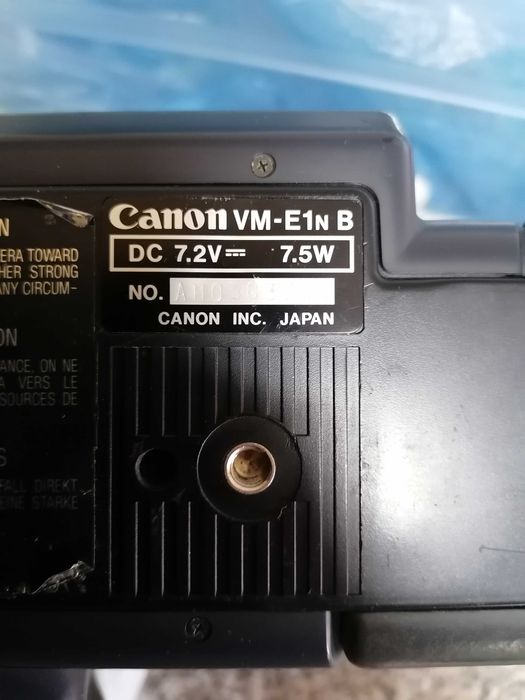 Canon VM-E1N B
DC 7.2V⎓ 7.5W
NO.
CANON INC. JAPAN
N
ERA TOWARD
HER STRONG
ANY CIRCUM-
ON
ANCE, ON NE
A VERS LE
SOURCES DE
S
FALL DIREKT
EINE STARKE